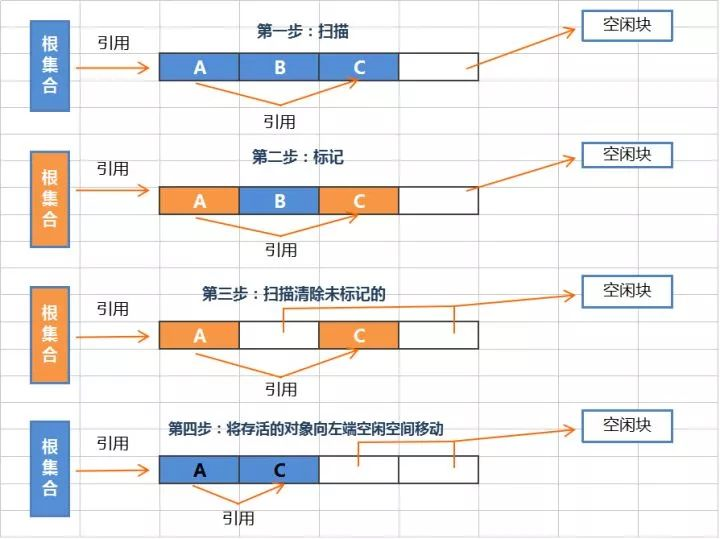 第一步：扫描
空闲块
根集合
引用
A B C
引用
第二步：标记
空闲块
根集合
引用
A B C
引用
第三步：扫描清除未标记的
空闲块
根集合
引用
A C
引用
第四步：将存活的对象向左端空闲空间移动
空闲块
根集合
引用
A C
引用